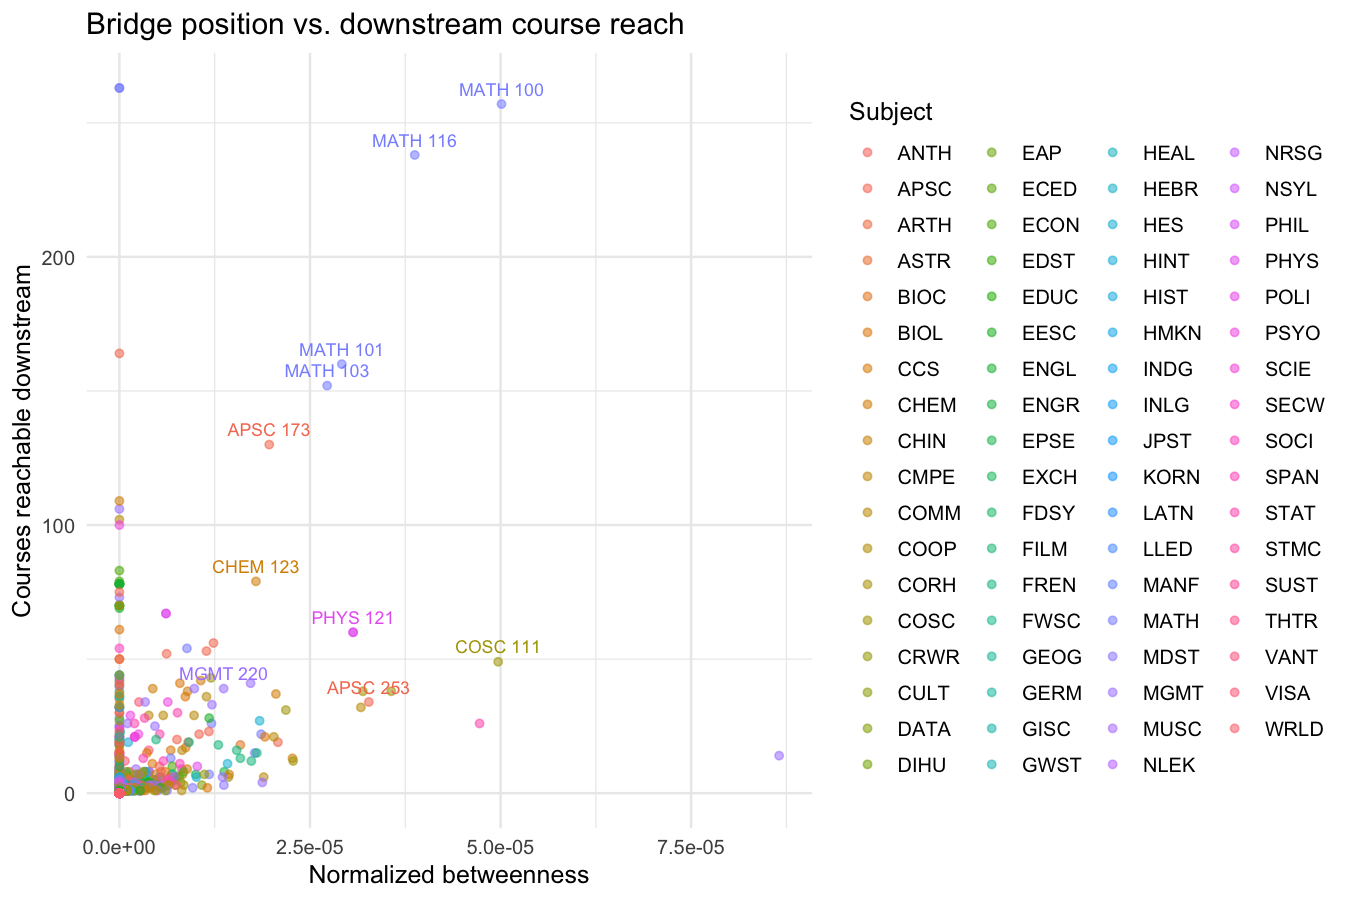 Bridge position vs. downstream course reach
Courses reachable downstream
200
100
0
MATH 100
MATH 116
MATH 101
MATH 103
APSC 173
CHEM 123
PHYS 121
COSC 111
MGMT 220
APSC 253
0.0e+00
2.5e-05
5.0e-05
7.5e-05
Normalized betweenness
Subject
ANTH
APSC
ARTH
ASTR
BIOC
BIOL
CCS
CHEM
CHIN
CMPE
COMM
COOP
CORH
COSC
CRWR
CULT
DATA
DIHU
EAP
ECED
ECON
EDST
EDUC
EESC
ENGL
ENGR
EPSE
EXCH
FDSY
FILM
FREN
FWSC
GEOG
GERM
GISC
GWST
HEAL
HEBR
HES
HINT
HIST
HMKN
INDG
INLG
JPST
KORN
LATN
LLED
MANF
MATH
MDST
MGMT
MUSC
NLEK
NRSG
NSYL
PHIL
PHYS
POLI
PSYO
SCIE
SECW
SOCI
SPAN
STAT
STMC
SUST
THTR
VANT
VISA
WRLD